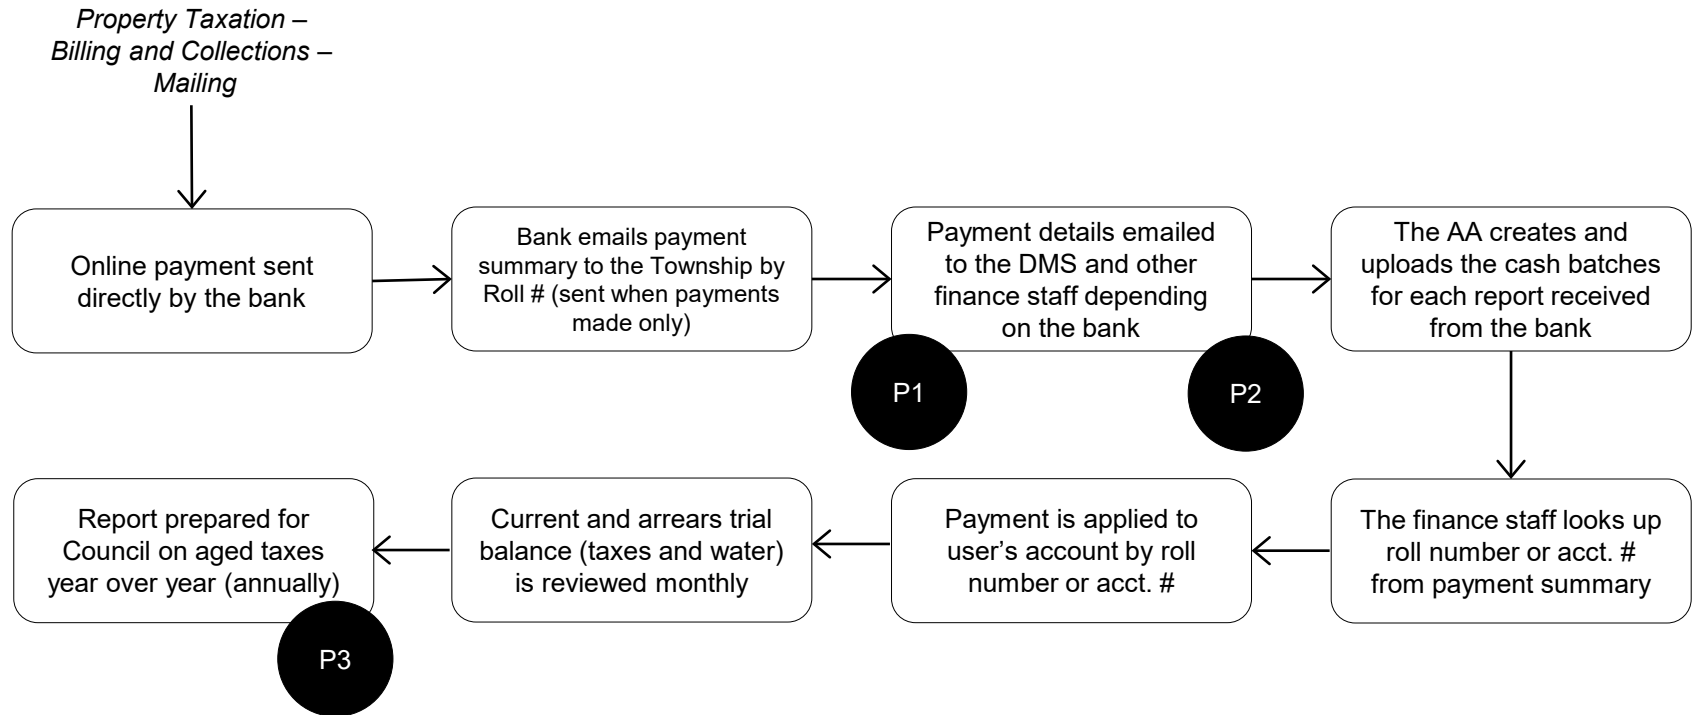 Property Taxation –
Billing and Collections –
Mailing
Online payment sent
directly by the bank
Bank emails payment
summary to the Township by
Roll # (sent when payments
made only)
Payment details emailed
to the DMS and other
finance staff depending
on the bank
The AA creates and
uploads the cash batches
for each report received
from the bank
P1
P2
The finance staff looks up
roll number or acct. #
from payment summary
Payment is applied to
user’s account by roll
number or acct. #
Current and arrears trial
balance (taxes and water)
is reviewed monthly
Report prepared for
Council on aged taxes
year over year (annually)
P3